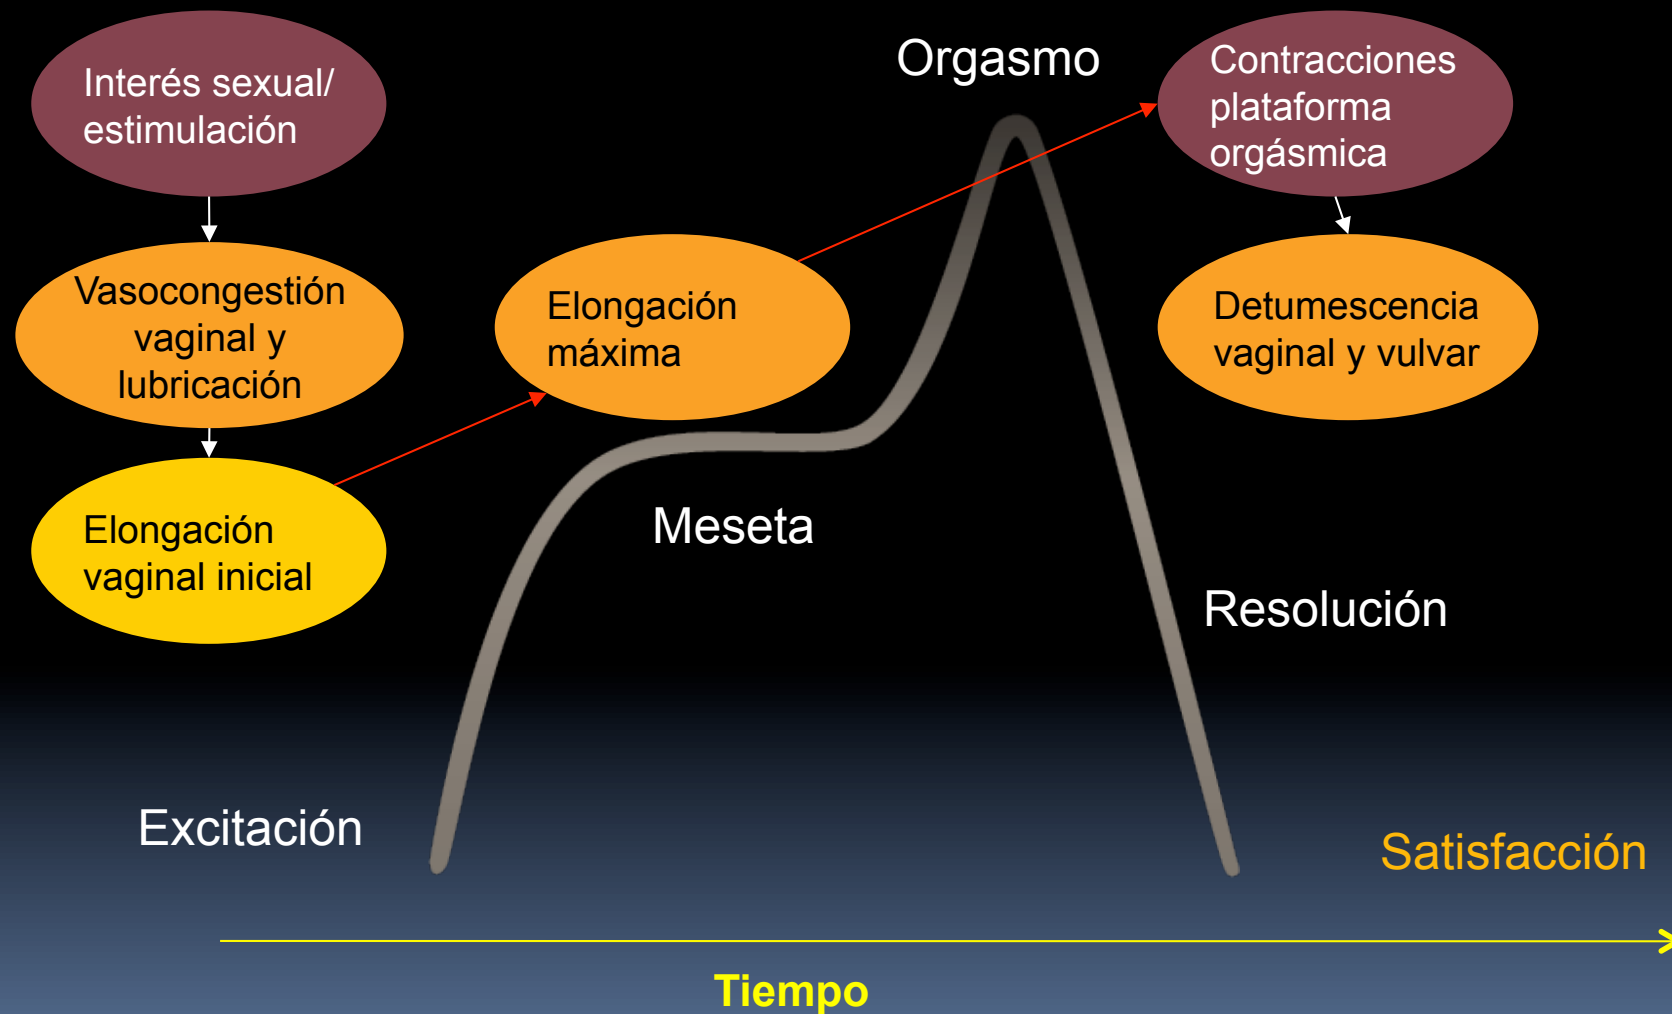 Interés sexual/
estimulación
Vasocongestión
vaginal y
lubricación
Elongación
vaginal inicial
Elongación
máxima
Orgasmo
Contracciones
plataforma
orgásmica
Detumescencia
vaginal y vulvar
Meseta
Resolución
Excitación
Satisfacción
Tiempo